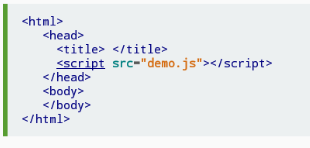 <html>
<head>
<title> </title>
<script src="demo.js"></script>
</head>
<body>
</body>
</html>